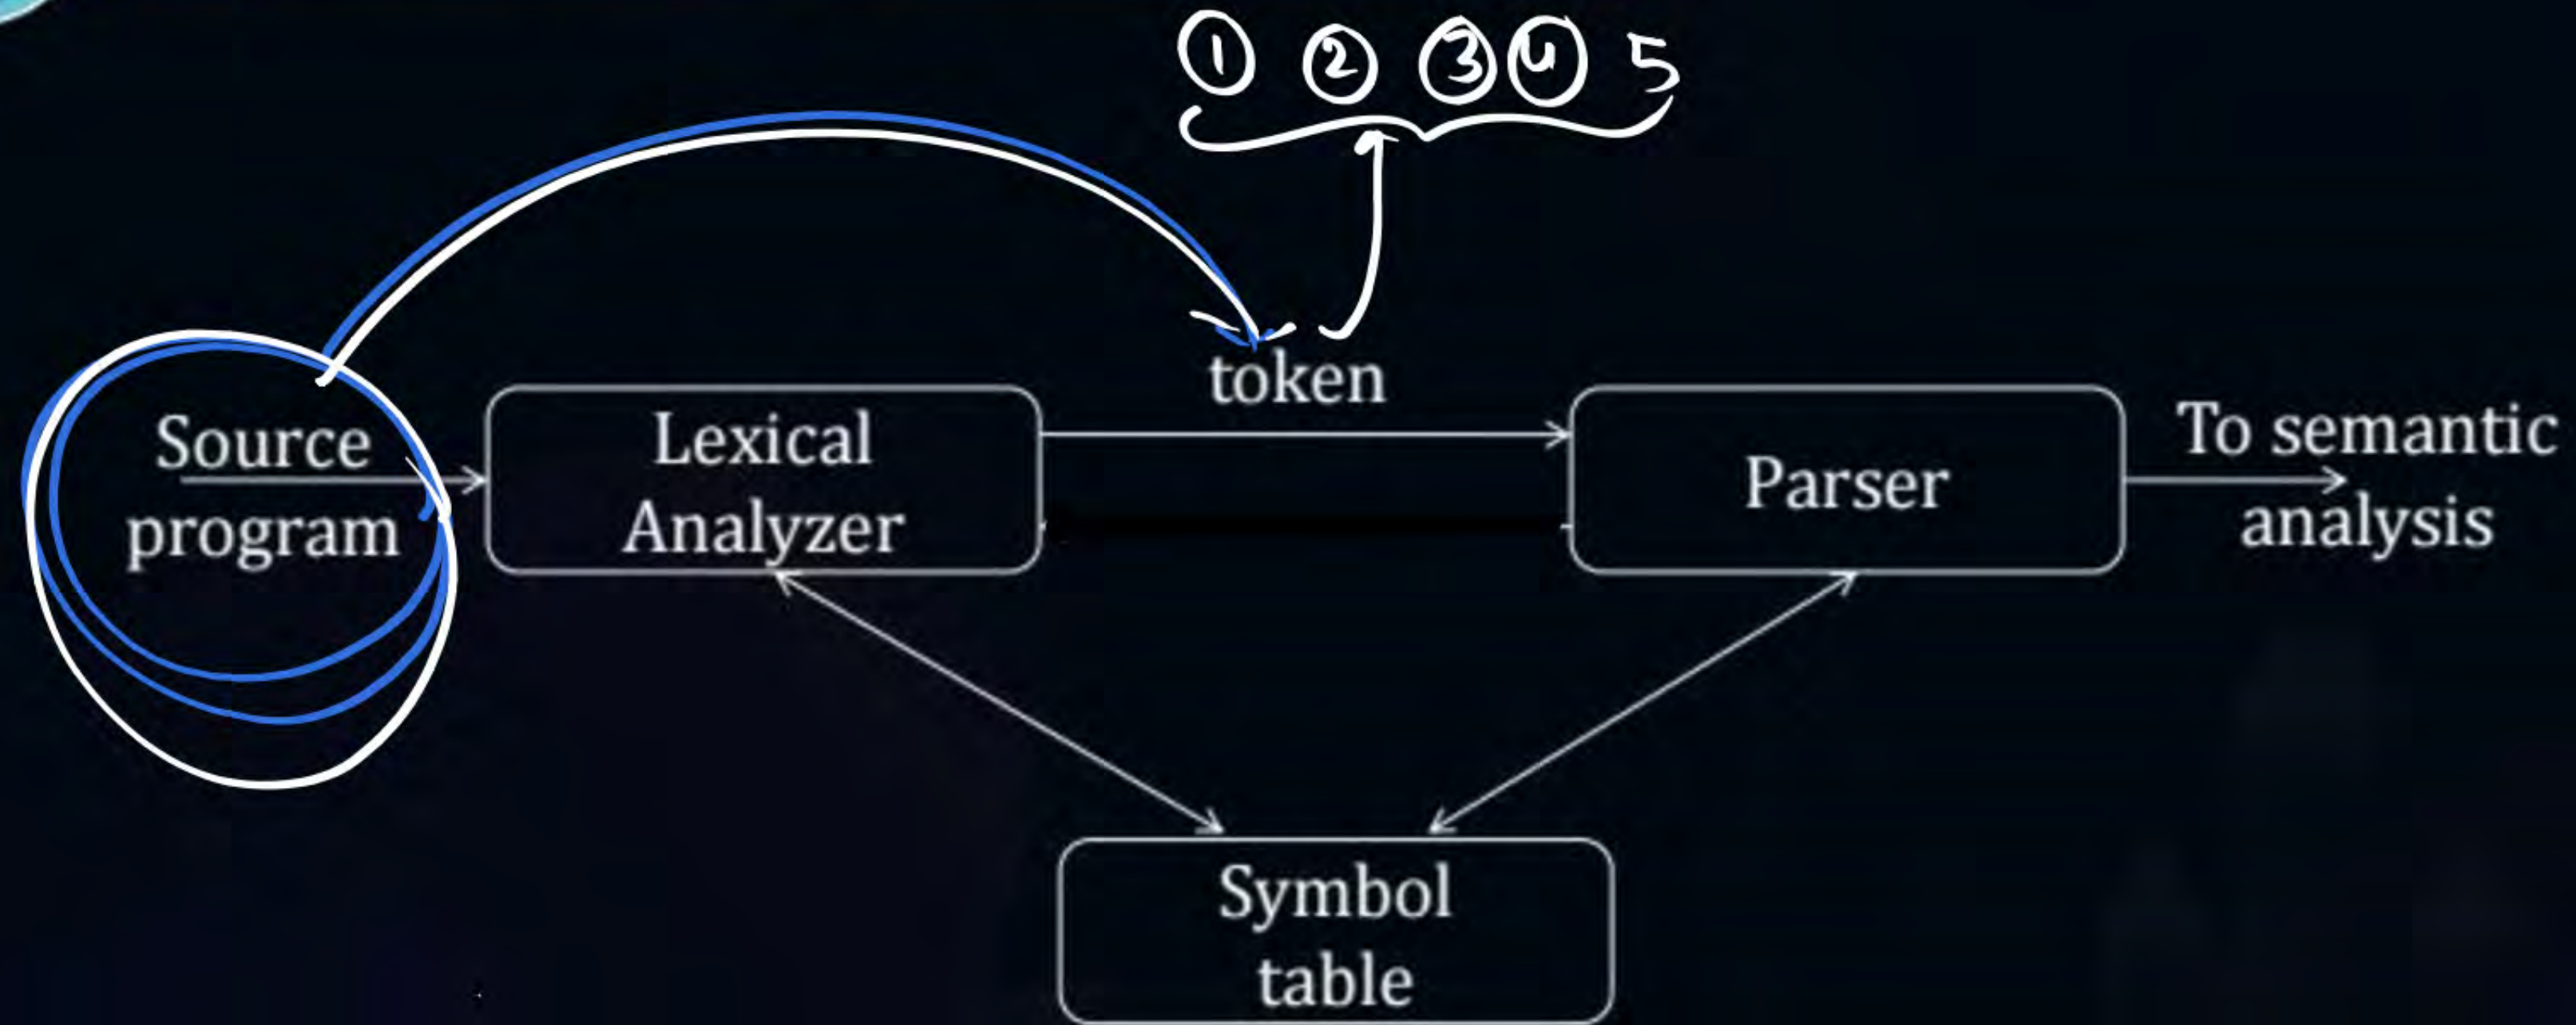 1 2 3 4 5
token
Source
program
Lexical
Analyzer
Parser
To semantic
analysis
Symbol
table